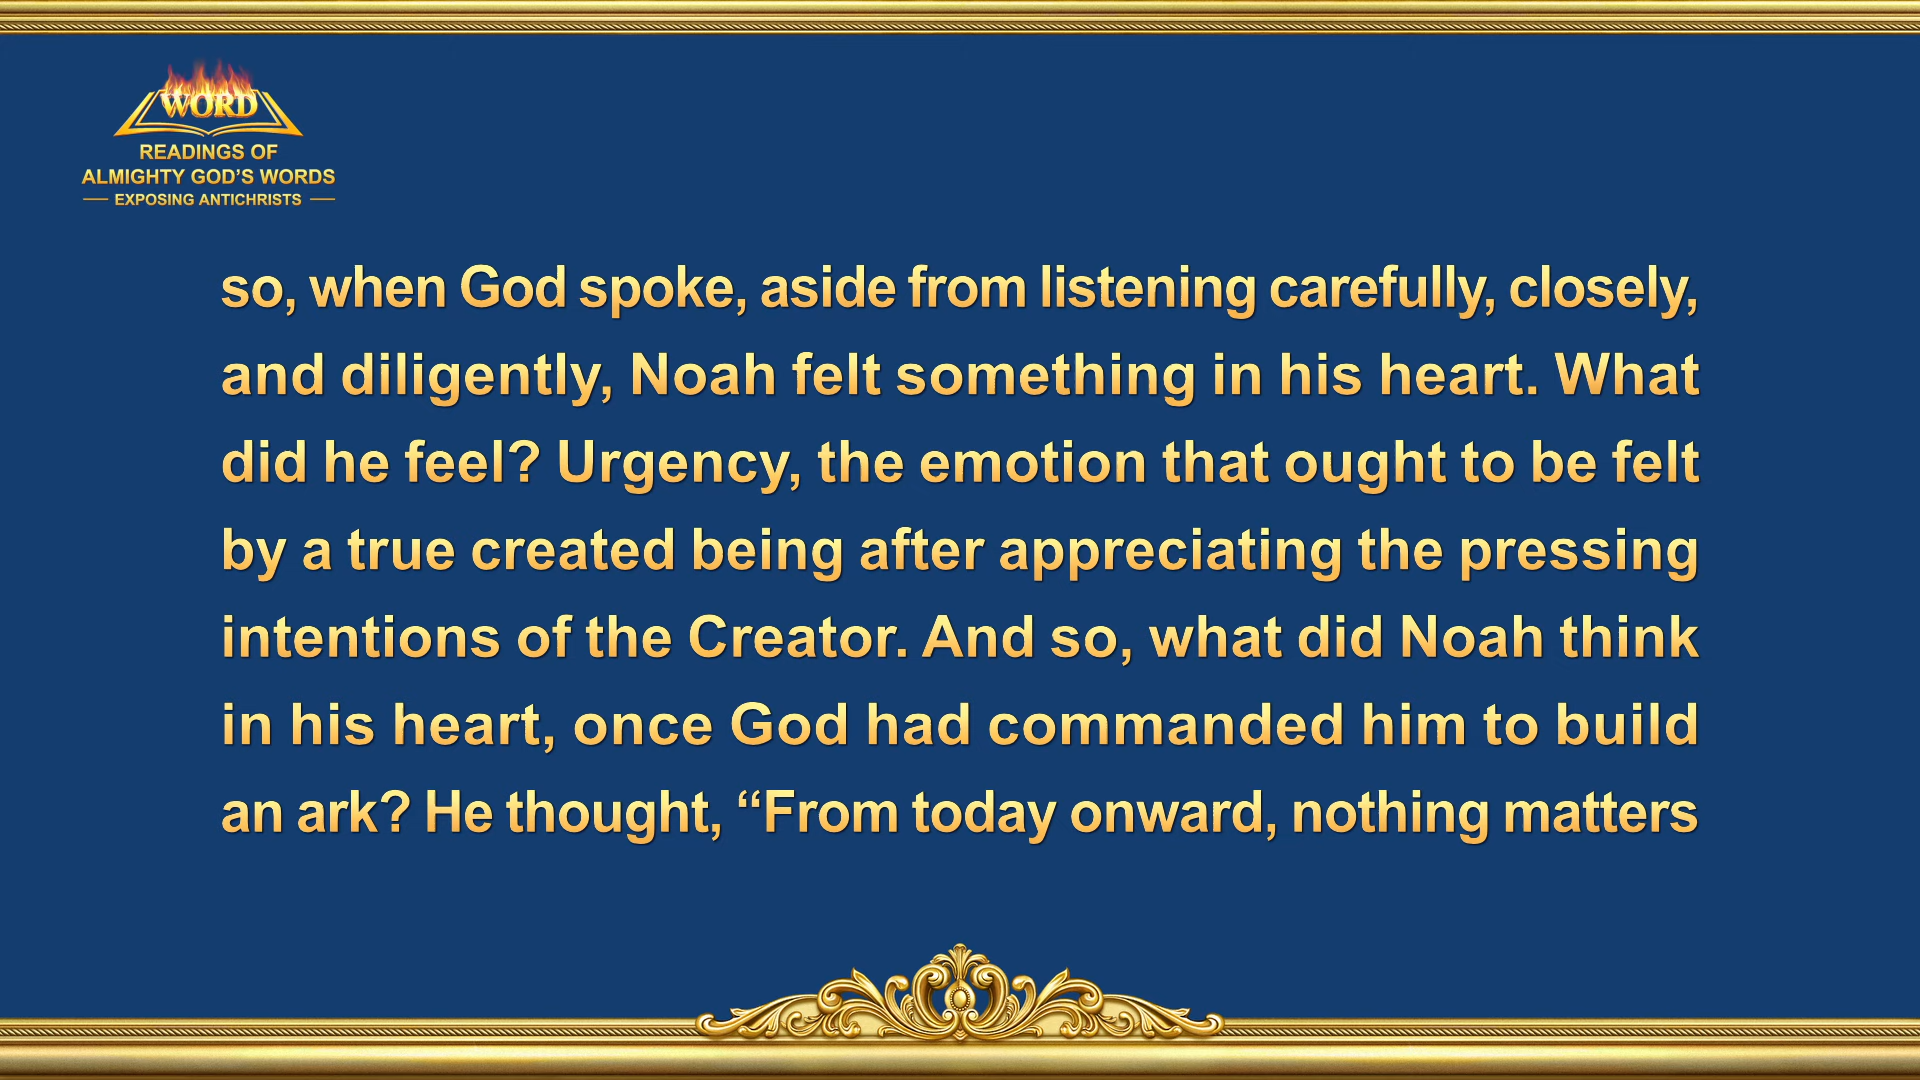 WORD
READINGS OF
ALMIGHTY GOD’S WORDS
EXPOSING ANTICHRISTS
so, when God spoke, aside from listening carefully, closely,
and diligently, Noah felt something in his heart. What
did he feel? Urgency, the emotion that ought to be felt
by a true created being after appreciating the pressing
intentions of the Creator. And so, what did Noah think
in his heart, once God had commanded him to build
an ark? He thought, “From today onward, nothing matters